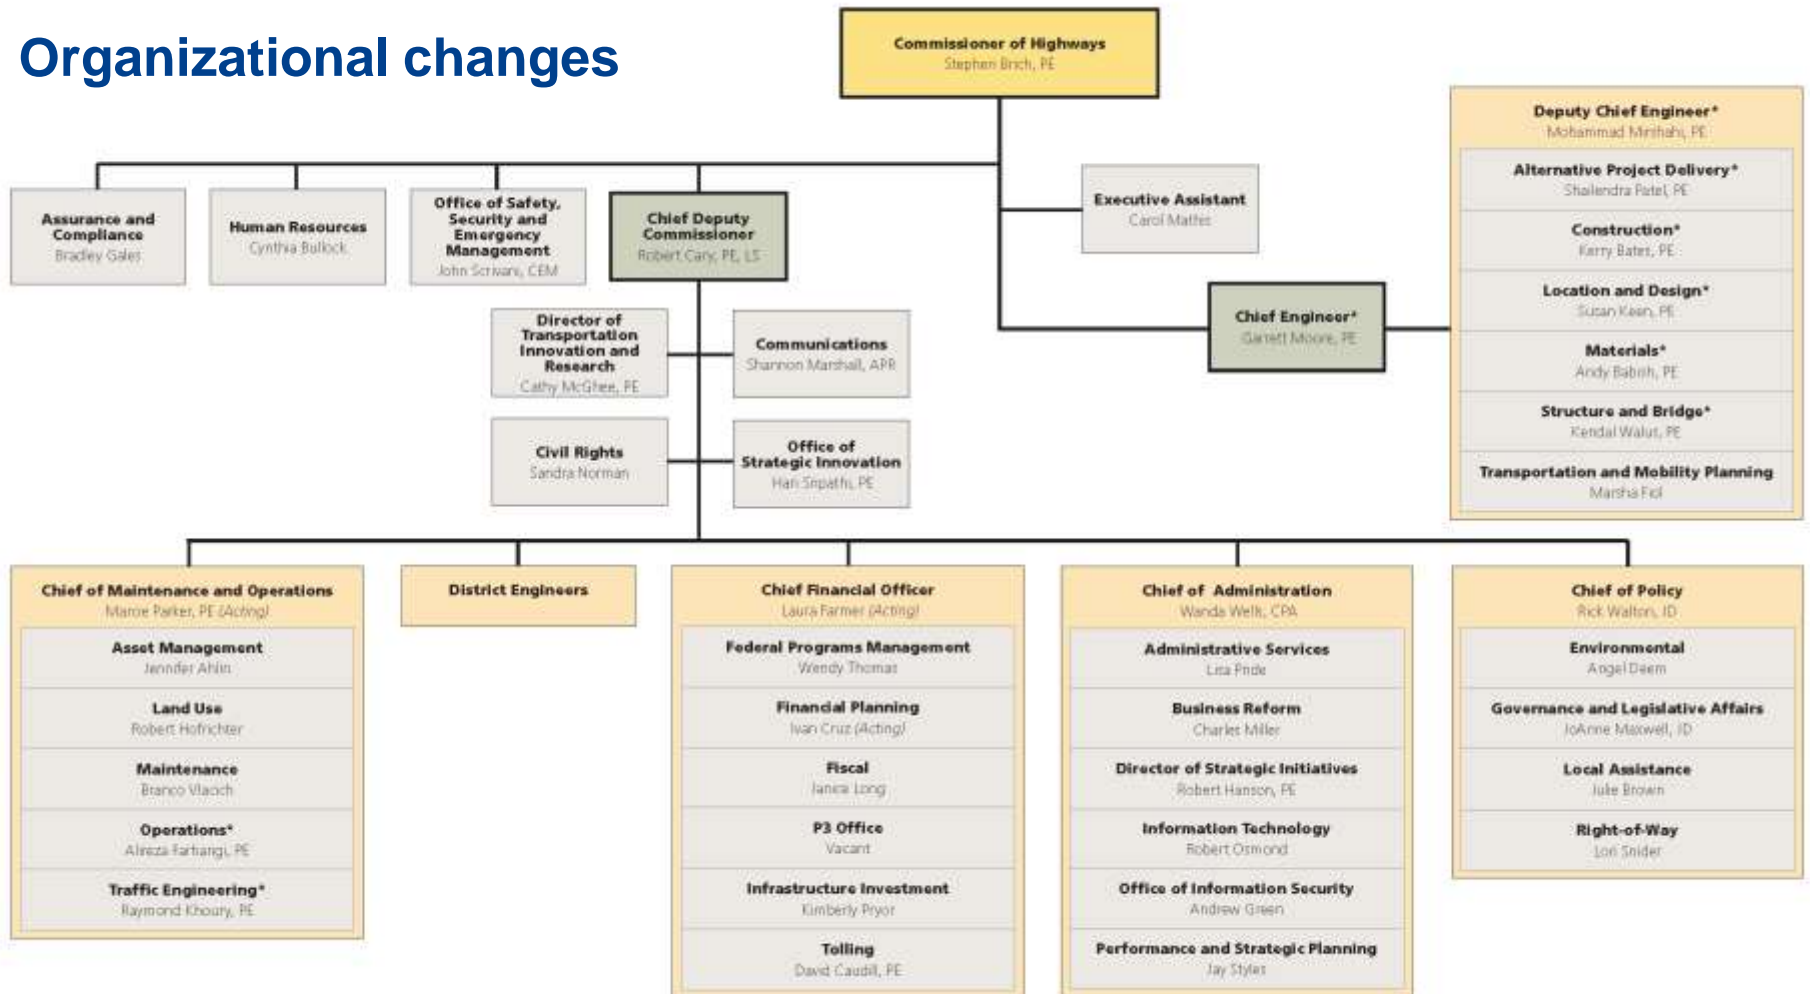 Organizational changes
Commissioner of Highways
Stephen Brich, PE
Assurance and
Compliance
Bradley Gales
Human Resources
Cynthia Bullock
Office of Safety,
Security and
Emergency
Management
John Scrivani, CEM
Chief Deputy
Commissioner
Robert Cary, PE, LS
Executive Assistant
Carol Mathis
Chief Engineer*
Garrett Moore, PE
Deputy Chief Engineer*
Mohammad Mirshahi, PE
Alternative Project Delivery*
Shailendra Patel, PE
Construction*
Kerry Bates, PE
Location and Design*
Susan Keen, PE
Materials*
Andy Babish, PE
Structure and Bridge*
Kendal Walus, PE
Transportation and Mobility Planning
Marsha Fiol
Director of
Transportation
Innovation and
Research
Cathy McGhee, PE
Communications
Shannon Marshall, APR
Civil Rights
Sandra Norman
Office of
Strategic Innovation
Hari Sripathi, PE
Chief of Maintenance and Operations
Parker, PE (Acting)
Asset Management
Jennifer Ahlin
Land Use
Robert Hofrichter
Maintenance
Branco Vlacich
Operations*
Alireza Farhangi, PE
Traffic Engineering*
Raymond Khoury, PE
District Engineers
Chief Financial Officer
Laura Farmer (Acting)
Federal Programs Management
Wendy Thomas
Financial Planning
Ivan Cruz (Acting)
Fiscal
Janice Long
P3 Office
Vacant
Infrastructure Investment
Kimberly Pryor
Tolling
David Caudill, PE
Chief of Administration
Wanda Wells, CPA
Administrative Services
Lisa Pride
Business Reform
Charles Miller
Director of Strategic Initiatives
Robert Hanson, PE
Information Technology
Robert Osmond
Office of Information Security
Andrew Green
Performance and Strategic Planning
Jay Styles
Chief of Policy
Rick Walton, JD
Environmental
Angel Deem
Governance and Legislative Affairs
JoAnne Maxwell, JD
Local Assistance
Julie Brown
Right-of-Way
Lori Snider